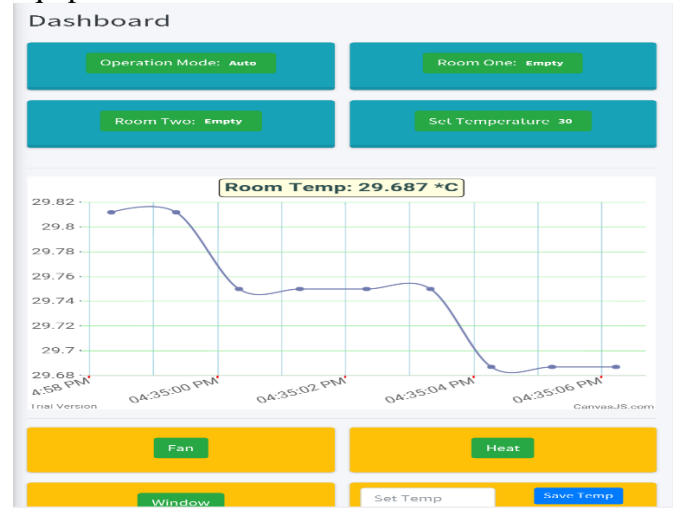 Dashboard
Operation Mode: Auto
Room One: Empty
Room Two: Empty
Set Temperature 30
Room Temp: 29.687 *C
29.82
29.8
29.78
29.76
29.74
29.72
29.7
29.68
4:58 PM
04:35:00 PM
04:35:02 PM
04:35:04 PM
04:35:06 PM
Trial Version
CanvasJS.com
Fan
Heat
Window
Set Temp
Save Temp